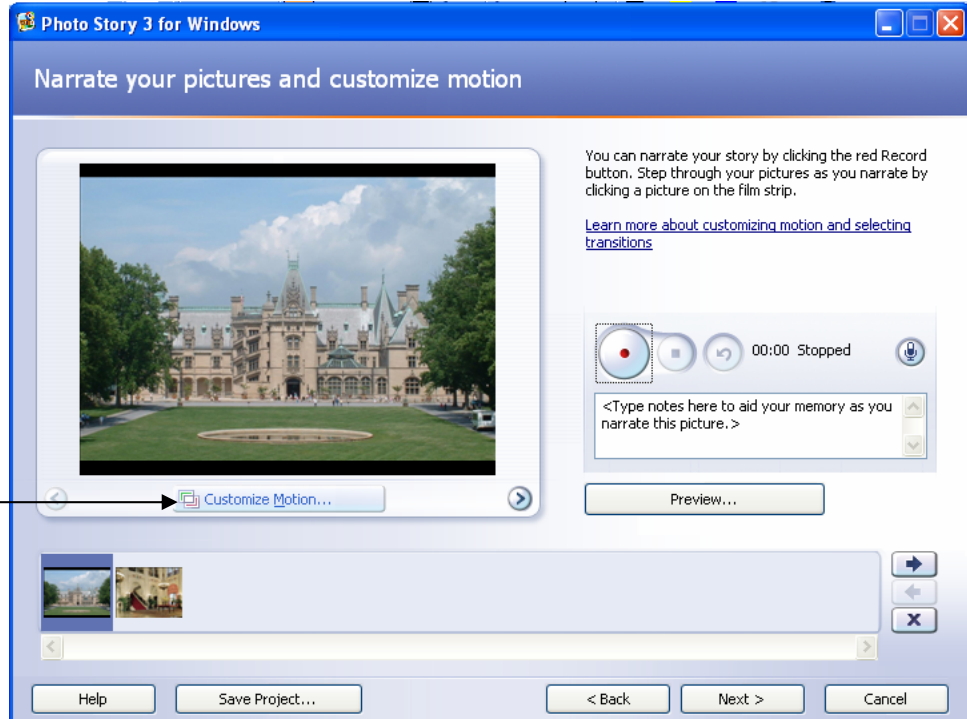 Photo Story 3 for Windows
Narrate your pictures and customize motion
You can narrate your story by clicking the red Record
button. Step through your pictures as you narrate by
clicking a picture on the film strip.
Learn more about customizing motion and selecting
transitions
00:00 Stopped
<Type notes here to aid your memory as you
narrate this picture.>
Customize Motion...
Preview...
Help
Save Project...
< Back
Next >
Cancel